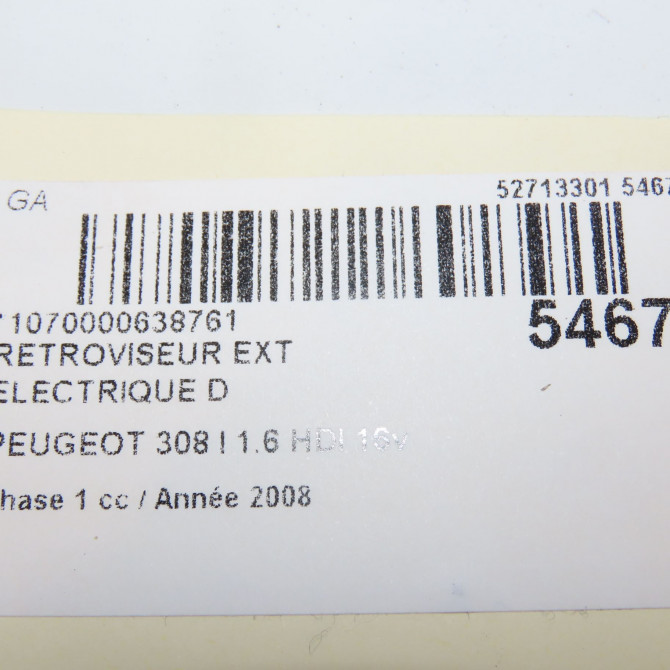 GA 52713301 5467
1070000638761
5467
RETROVISEUR EXT
ELECTRIQUE D
PEUGEOT 308 I 1.6 HDI 16v
hase 1 cc / Année 2008